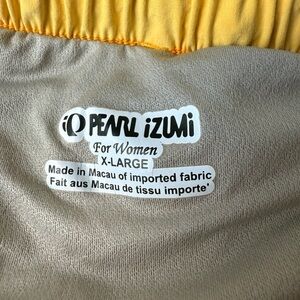 PEARL iZUMi
For Women
X-LARGE
Made in Macau of imported fabric
Fait aus Macau de tissu importe'